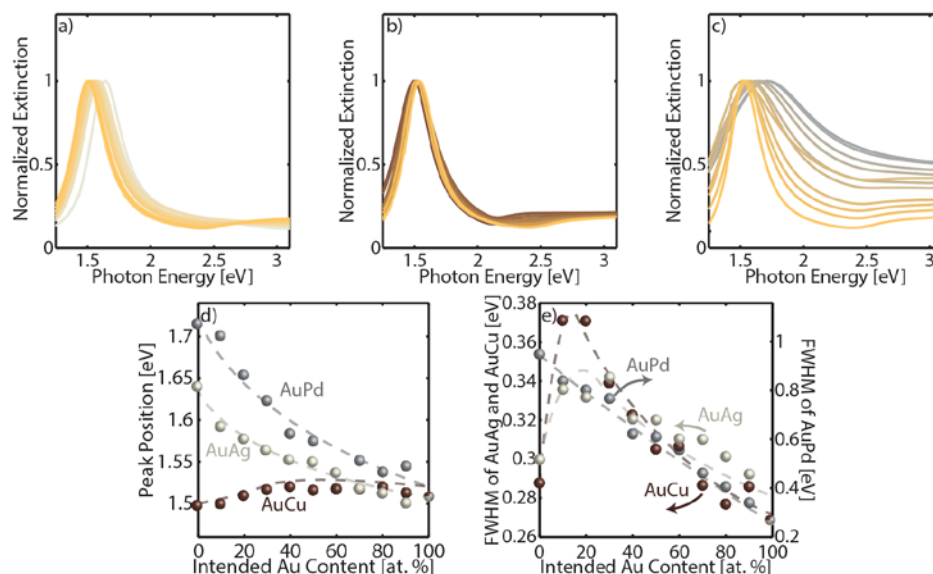 a)
Normalized Extinction
1
0.5
0
1.5 2 2.5 3
Photon Energy [eV]
b)
Normalized Extinction
1
0.5
0
1.5 2 2.5 3
Photon Energy [eV]
c)
Normalized Extinction
1
0.5
0
1.5 2 2.5 3
Photon Energy [eV]
d)
Peak Position [eV]
1.7
1.65
1.6
1.55
1.5
AuPd
AuAg
AuCu
0 20 40 60 80 100
Intended Au Content [at. %]
e)
FWHM of AuAg and AuCu [eV]
0.38
0.36
0.34
0.32
0.3
0.28
0.26
AuPd
AuAg
AuCu
1
0.8
0.6
0.4
0.2
FWHM of AuPd [eV]
0 20 40 60 80 100
Intended Au Content [at. %]